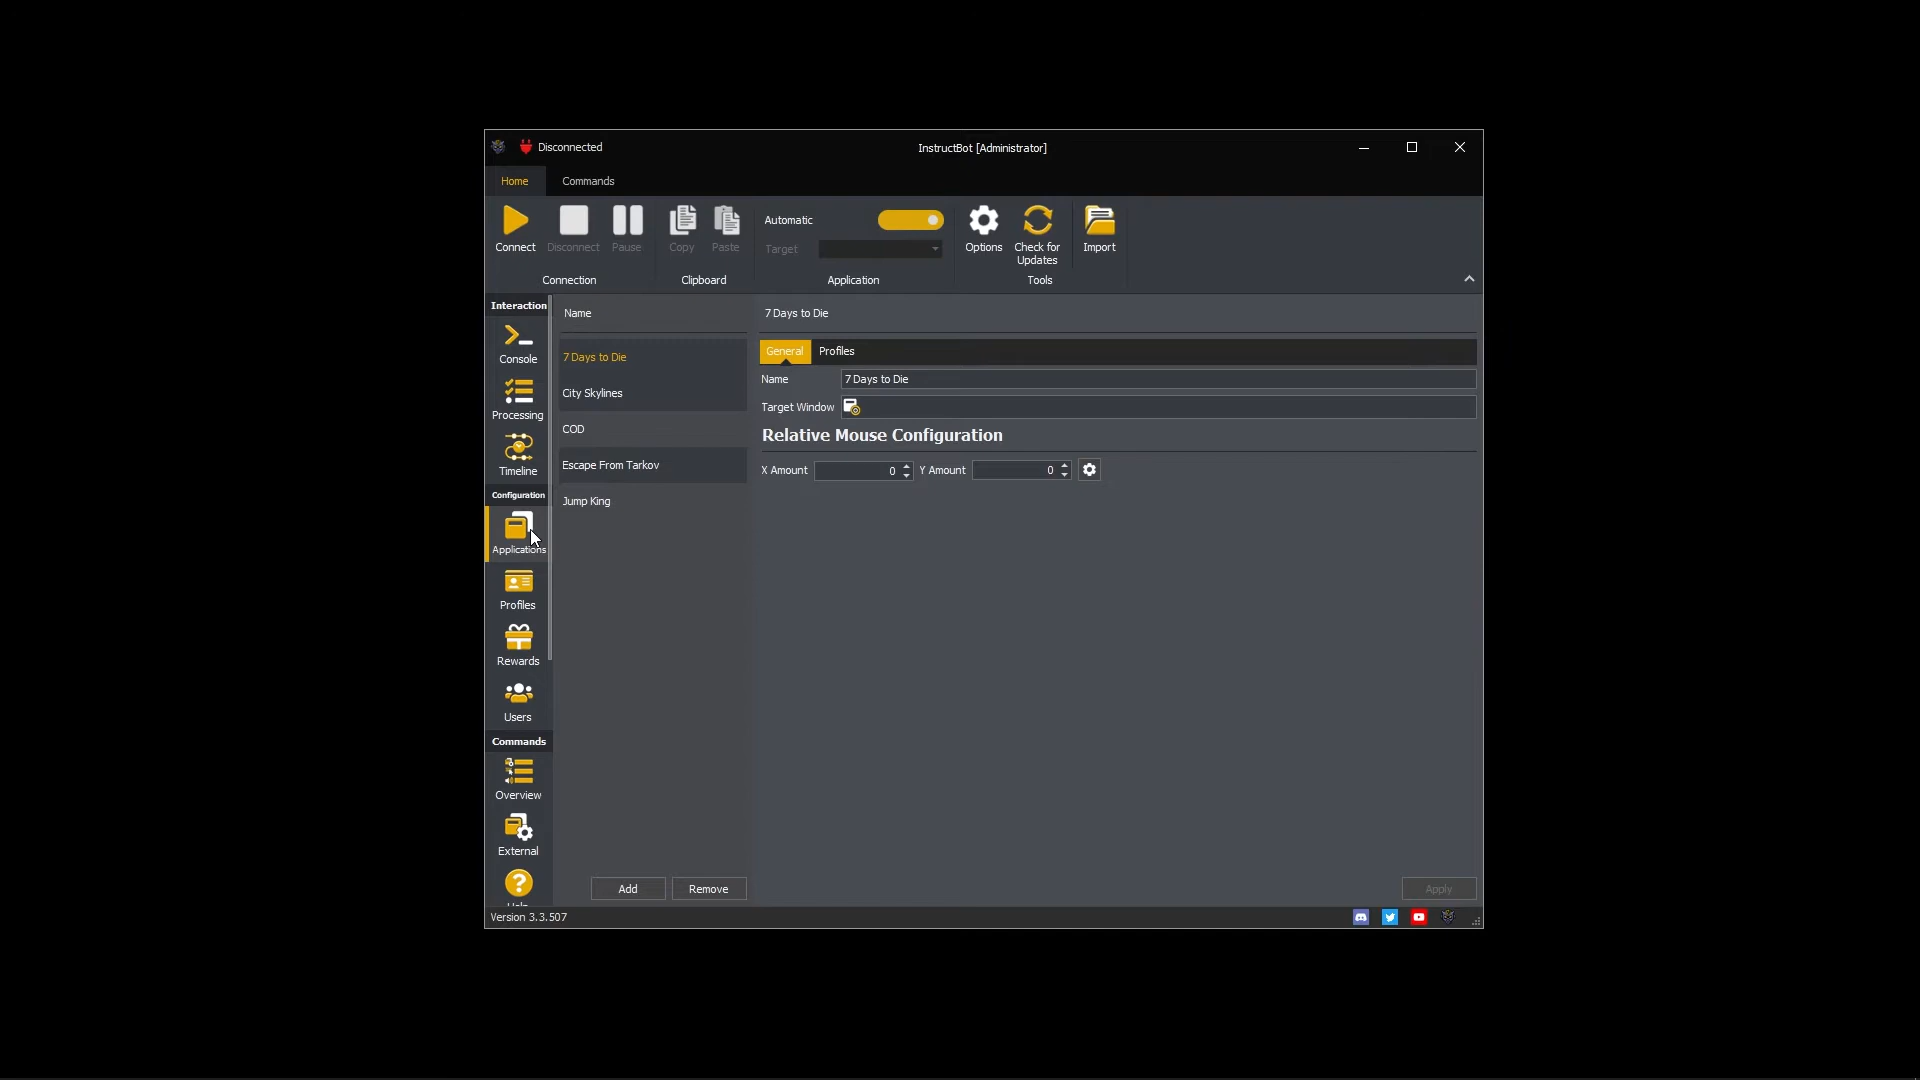 Disconnected
InstructBot [Administrator]
Home
Commands
Connect
Disconnect
Pause
Copy
Paste
Automatic
Target
Options
Check for
Updates
Import
Connection
Clipboard
Application
Tools
Interaction
Console
Processing
Timeline
Configuration
Applications
Profiles
Rewards
Users
Commands
Overview
External
Name
7 Days to Die
City Skylines
COD
Escape From Tarkov
Jump King
Add
Remove
7 Days to Die
General
Profiles
Name
7 Days to Die
Target Window
Relative Mouse Configuration
X Amount
0
Y Amount
0
Apply
Version 3.3.507